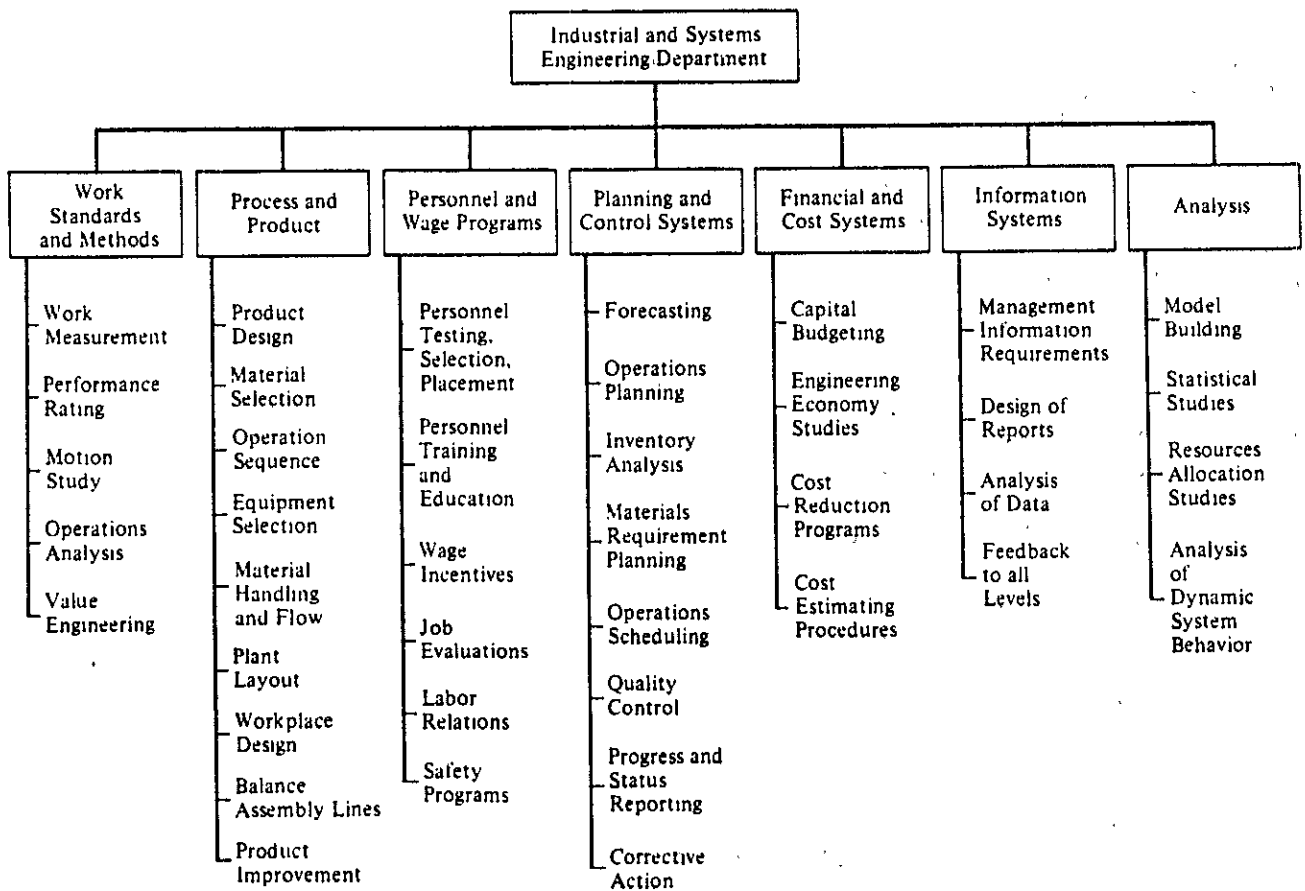 Industrial and Systems
Engineering Department
Work
Standards
and Methods
Process and
Product
Personnel and
Wage Programs
Planning and
Control Systems
Financial and
Cost Systems
Information
Systems
Analysis
Work
Measurement
Performance
Rating
Motion
Study
Operations
Analysis
Value
Engineering
Product
Design
Material
Selection
Operation
Sequence
Equipment
Selection
Material
Handling
and Flow
Plant
Layout
Workplace
Design
Balance
Assembly Lines
Product
Improvement
Personnel
Testing,
Selection,
Placement
Personnel
Training
and
Education
Wage
Incentives
Job
Evaluations
Labor
Relations
Safety
Programs
Forecasting
Operations
Planning
Inventory
Analysis
Materials
Requirement
Planning
Operations
Scheduling
Quality
Control
Progress and
Status
Reporting
Corrective
Action
Capital
Budgeting
Engineering
Economy
Studies
Cost
Reduction
Programs
Cost
Estimating
Procedures
Management
Information
Requirements
Design of
Reports
Analysis
of Data
Feedback
to all
Levels
Model
Building
Statistical
Studies
Resources
Allocation
Studies
Analysis
of
Dynamic
System
Behavior